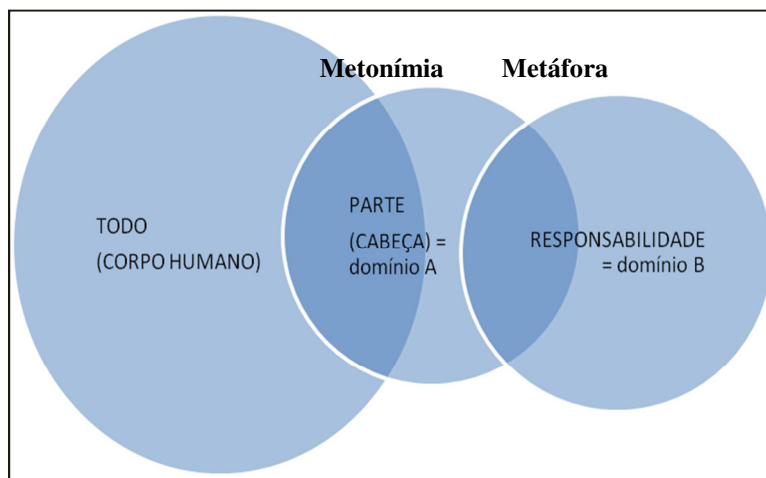 Metonímia
Metáfora
TODO
(CORPO HUMANO)
PARTE
(CABEÇA) =
domínio A
RESPONSABILIDADE
= domínio B